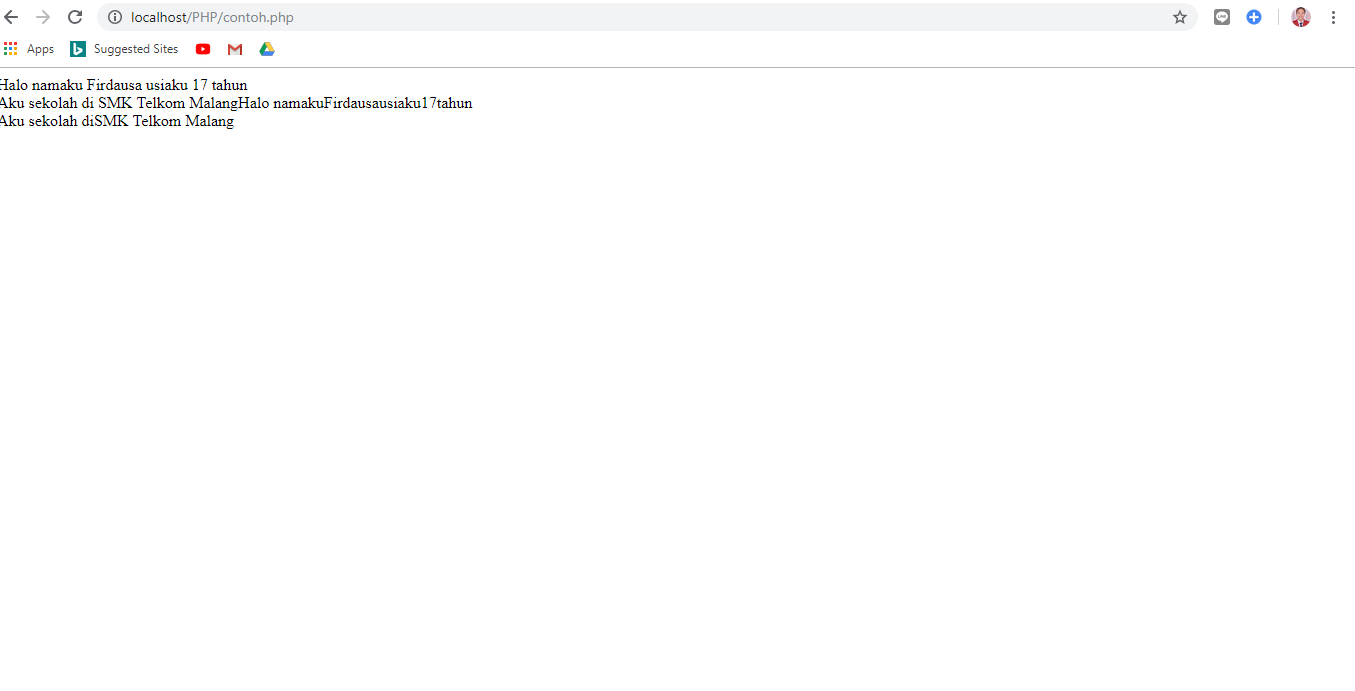 localhost/PHP/contoh.php
Apps Suggested Sites
Halo namaku Firdausa usiaku 17 tahun
Aku sekolah di SMK Telkom MalangHalo namakuFirdausausiaku17tahun
Aku sekolah diSMK Telkom Malang